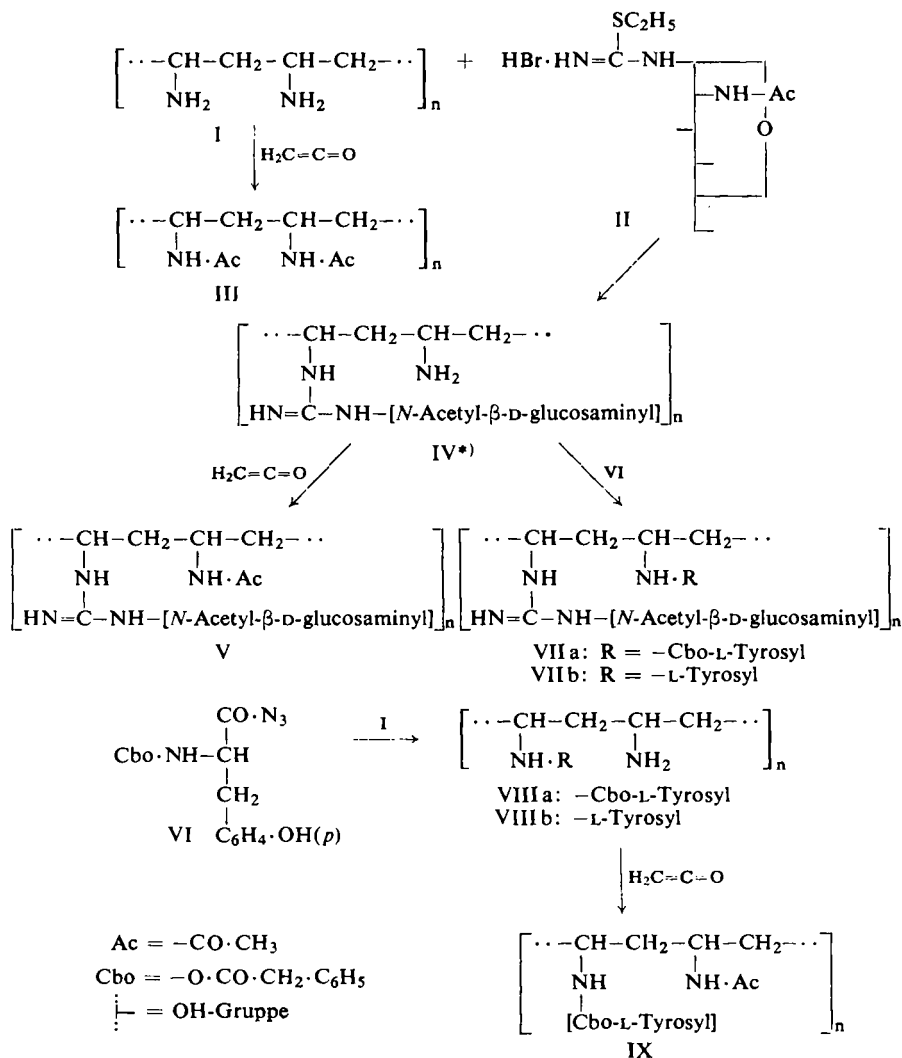 SC2H5
[ ··–CH–CH2–CH–CH2–·· ]n + HBr·HN=C–NH–
NH2 NH2 –NH–Ac
I O
H2C=C=O
[ ··–CH–CH2–CH–CH2–·· ]n
NH·Ac NH·Ac II
III
[ ··–CH–CH2–CH–CH2–··
NH NH2
HN=C–NH–[N-Acetyl-β-D-glucosaminyl] ]n
IV*)
H2C=C=O VI
[ ··–CH–CH2–CH–CH2–·· [ ··–CH–CH2–CH–CH2–··
NH NH·Ac NH NH·R
HN=C–NH–[N-Acetyl-β-D-glucosaminyl] ]n HN=C–NH–[N-Acetyl-β-D-glucosaminyl] ]n
V VIIa: R = –Cbo-L-Tyrosyl
VIIb: R = –L-Tyrosyl
CO·N3 I [ ··–CH–CH2–CH–CH2–·· ]n
Cbo·NH–CH NH·R NH2
CH2 VIIIa: –Cbo-L-Tyrosyl
VI C6H4·OH(p) VIIIb: –L-Tyrosyl
H2C=C=O
Ac = –CO·CH3 [ ··–CH–CH2–CH–CH2–·· ]n
Cbo = –O·CO·CH2·C6H5 NH NH·Ac
= OH-Gruppe [Cbo-L-Tyrosyl]
IX